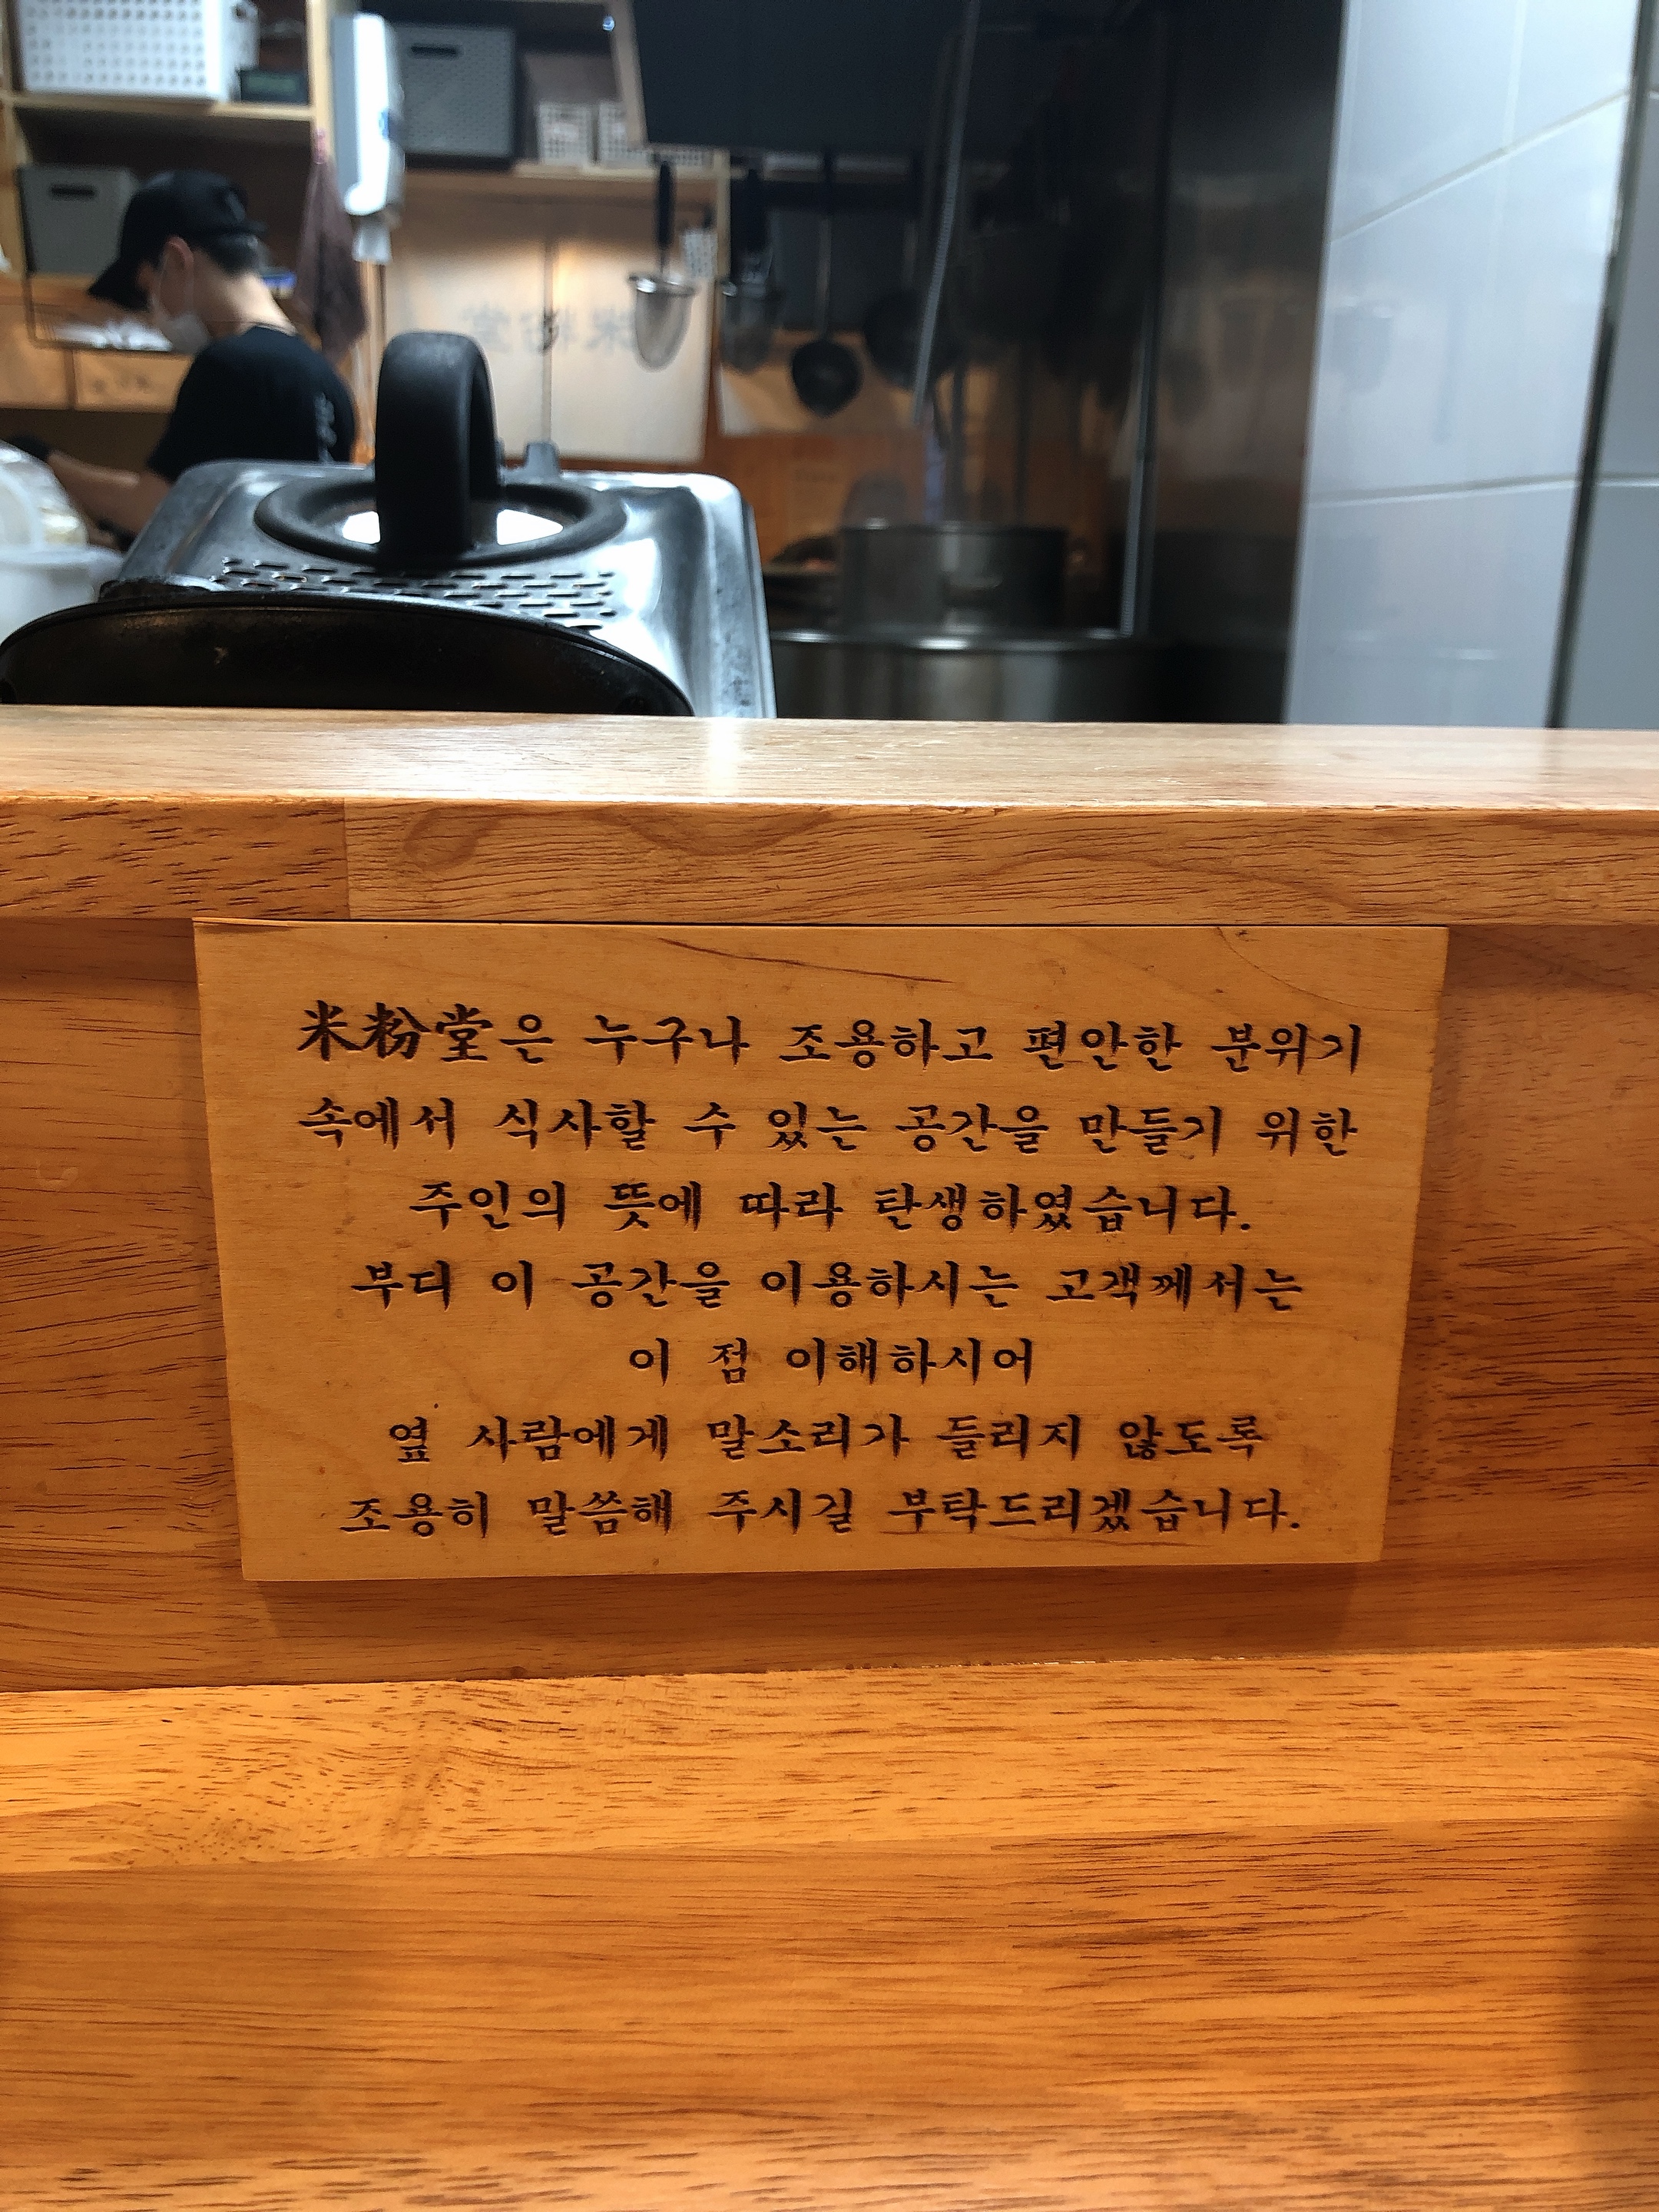 米粉堂은 누구나 조용하고 편안한 분위기
속에서 식사할 수 있는 공간을 만들기 위한
주인의 뜻에 따라 탄생하였습니다.
부디 이 공간을 이용하시는 고객께서는
이 점 이해하시어
옆 사람에게 말소리가 들리지 않도록
조용히 말씀해 주시길 부탁드리겠습니다.